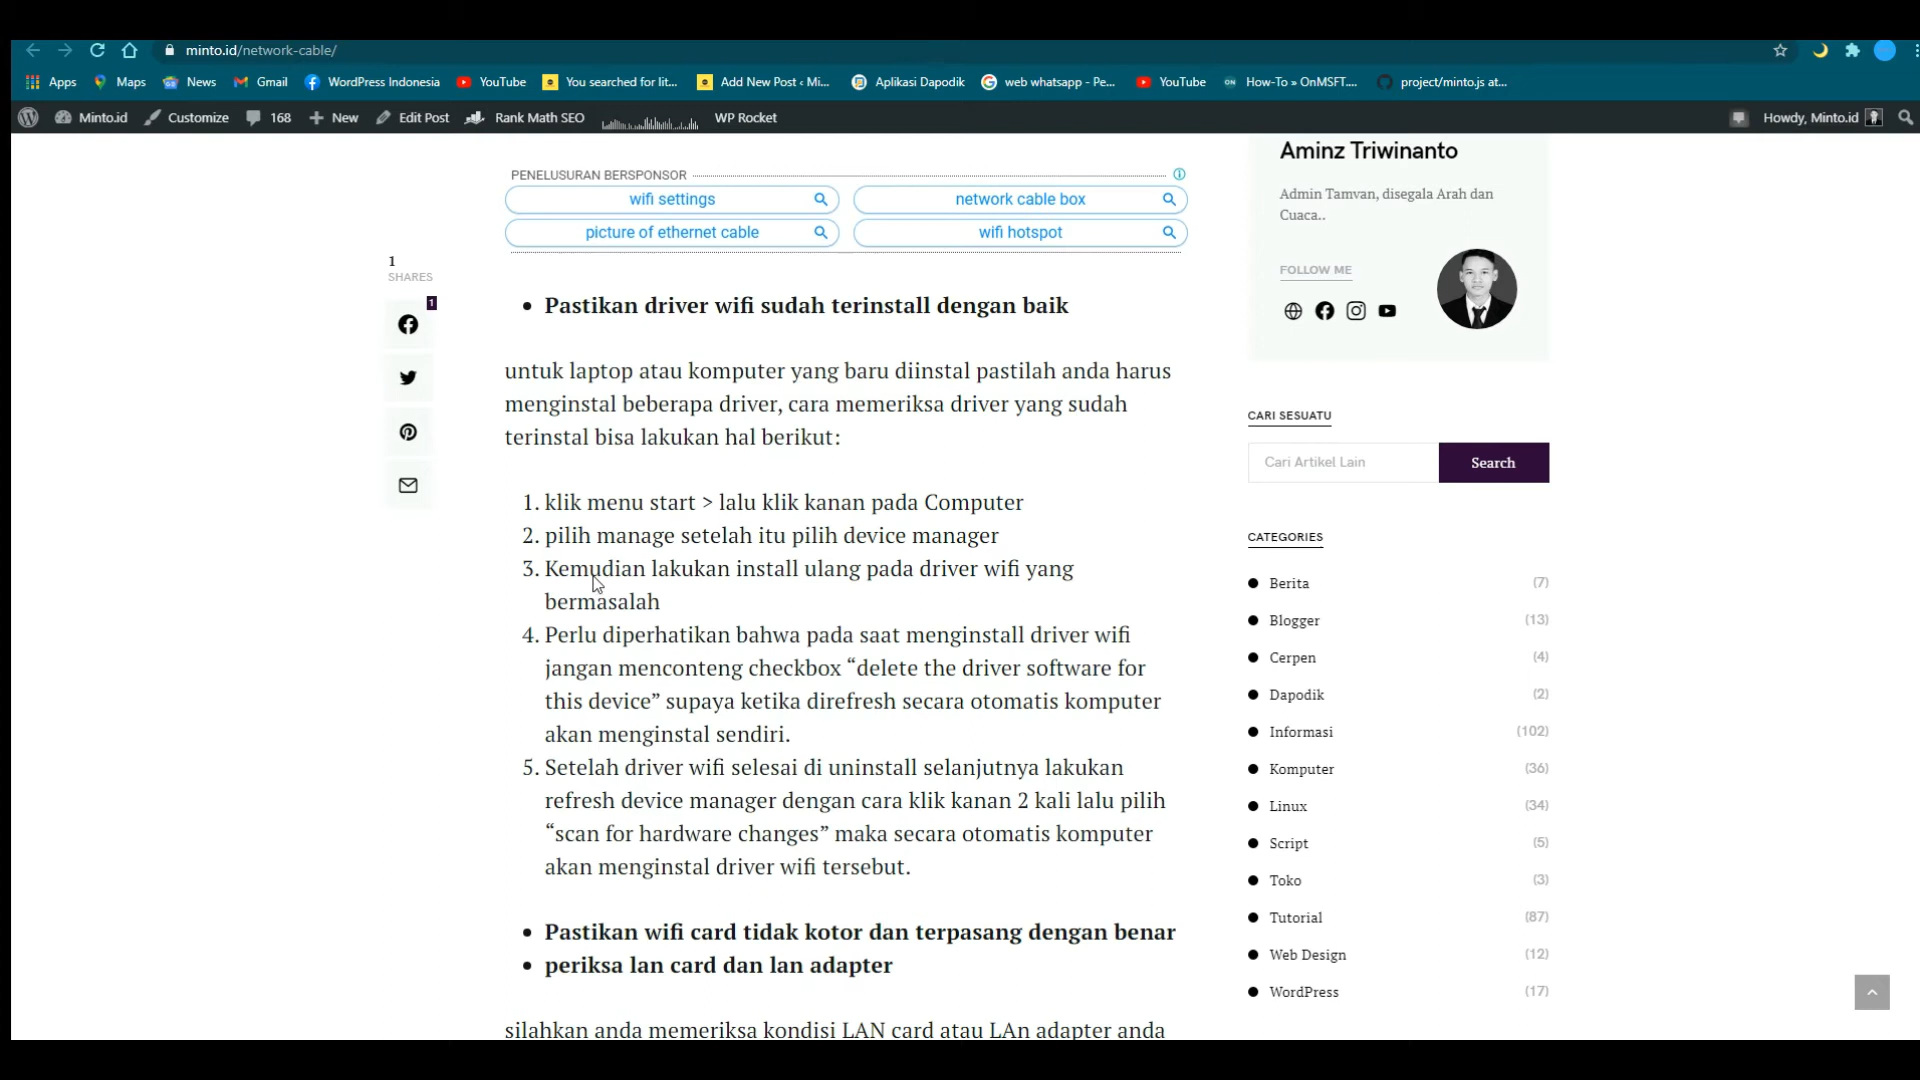 minto.id/network-cable/
Apps Maps News Gmail WordPress Indonesia YouTube You searched for lit... Add New Post ‹ Mi... Aplikasi Dapodik web whatsapp - Pe... YouTube How-To » OnMSFT.... project/minto.js at...
Minto.id Customize 168 New Edit Post Rank Math SEO WP Rocket Howdy, Minto.id
PENELUSURAN BERSPONSOR
wifi settings network cable box
picture of ethernet cable wifi hotspot
1
SHARES
1
• Pastikan driver wifi sudah terinstall dengan baik
untuk laptop atau komputer yang baru diinstal pastilah anda harus
menginstal beberapa driver, cara memeriksa driver yang sudah
terinstal bisa lakukan hal berikut:
1. klik menu start > lalu klik kanan pada Computer
2. pilih manage setelah itu pilih device manager
3. Kemudian lakukan install ulang pada driver wifi yang
bermasalah
4. Perlu diperhatikan bahwa pada saat menginstall driver wifi
jangan menconteng checkbox “delete the driver software for
this device” supaya ketika direfresh secara otomatis komputer
akan menginstal sendiri.
5. Setelah driver wifi selesai di uninstall selanjutnya lakukan
refresh device manager dengan cara klik kanan 2 kali lalu pilih
“scan for hardware changes” maka secara otomatis komputer
akan menginstal driver wifi tersebut.
• Pastikan wifi card tidak kotor dan terpasang dengan benar
• periksa lan card dan lan adapter
silahkan anda memeriksa kondisi LAN card atau LAn adapter anda
Aminz Triwinanto
Admin Tamvan, disegala Arah dan
Cuaca..
FOLLOW ME
CARI SESUATU
Cari Artikel Lain Search
CATEGORIES
Berita (7)
Blogger (13)
Cerpen (4)
Dapodik (2)
Informasi (102)
Komputer (36)
Linux (34)
Script (5)
Toko (3)
Tutorial (87)
Web Design (12)
WordPress (17)